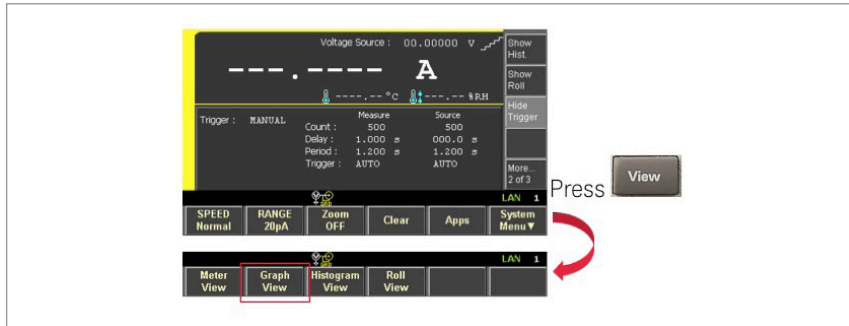 Voltage Source : 00.00000 V
---.---- A
----.-- °C ---.-- %RH
Show
Hist.
Show
Roll
Hide
Trigger
More...
2 of 3
Trigger : MANUAL
Measure Source
Count : 500 500
Delay : 1.000 s 000.0 s
Period : 1.200 s 1.200 s
Trigger : AUTO AUTO
LAN 1
SPEED
Normal
RANGE
20pA
Zoom
OFF
Clear
Apps
System
Menu▼
Press
View
LAN 1
Meter
View
Graph
View
Histogram
View
Roll
View